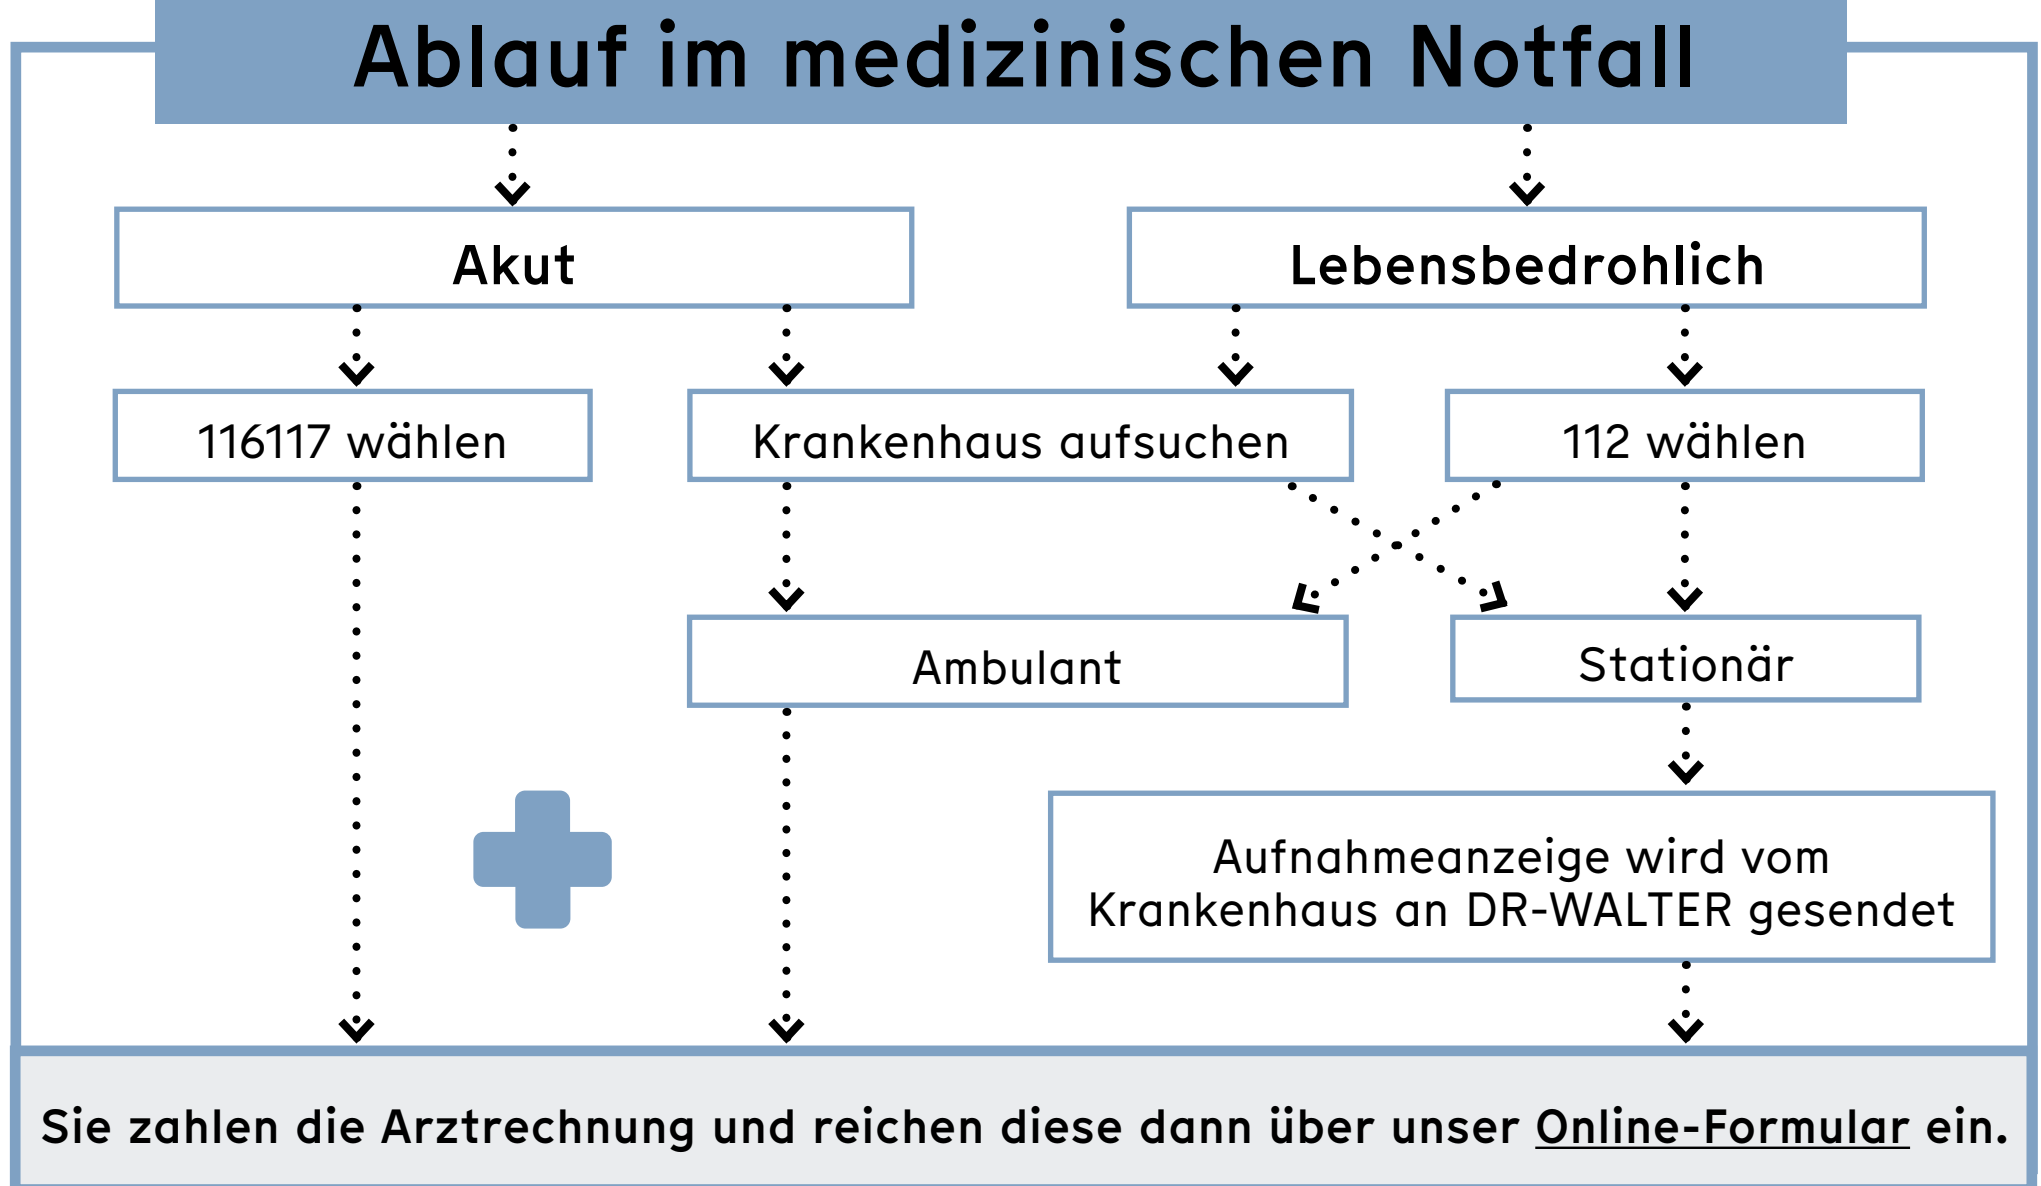 Ablauf im medizinischen Notfall
Akut
Lebensbedrohlich
116117 wählen
Krankenhaus aufsuchen
112 wählen
Ambulant
Stationär
Aufnahmeanzeige wird vom
Krankenhaus an DR-WALTER gesendet
Sie zahlen die Arztrechnung und reichen diese dann über unser Online-Formular ein.